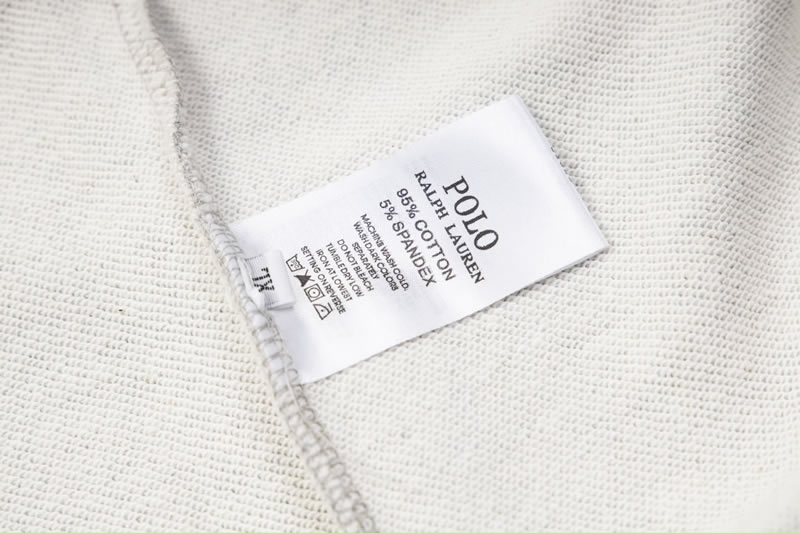 POLO
RALPH LAUREN
95% COTTON
5% SPANDEX
MACHINE WASH COLD.
WASH DARK COLORS
SEPARATELY
DO NOT BLEACH
TUMBLE DRY LOW
IRON AT LOWEST
SETTING ON REVERSE